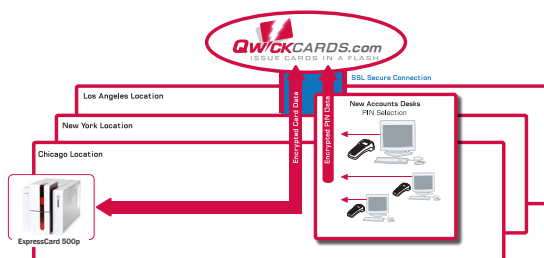 QWICKCARDS.com
ISSUE CARDS IN A FLASH
SSL Secure Connection
Los Angeles Location
New York Location
Chicago Location
Encrypted Card Data
Encrypted PIN Data
New Accounts Desks
PIN Selection
ExpressCard 500p